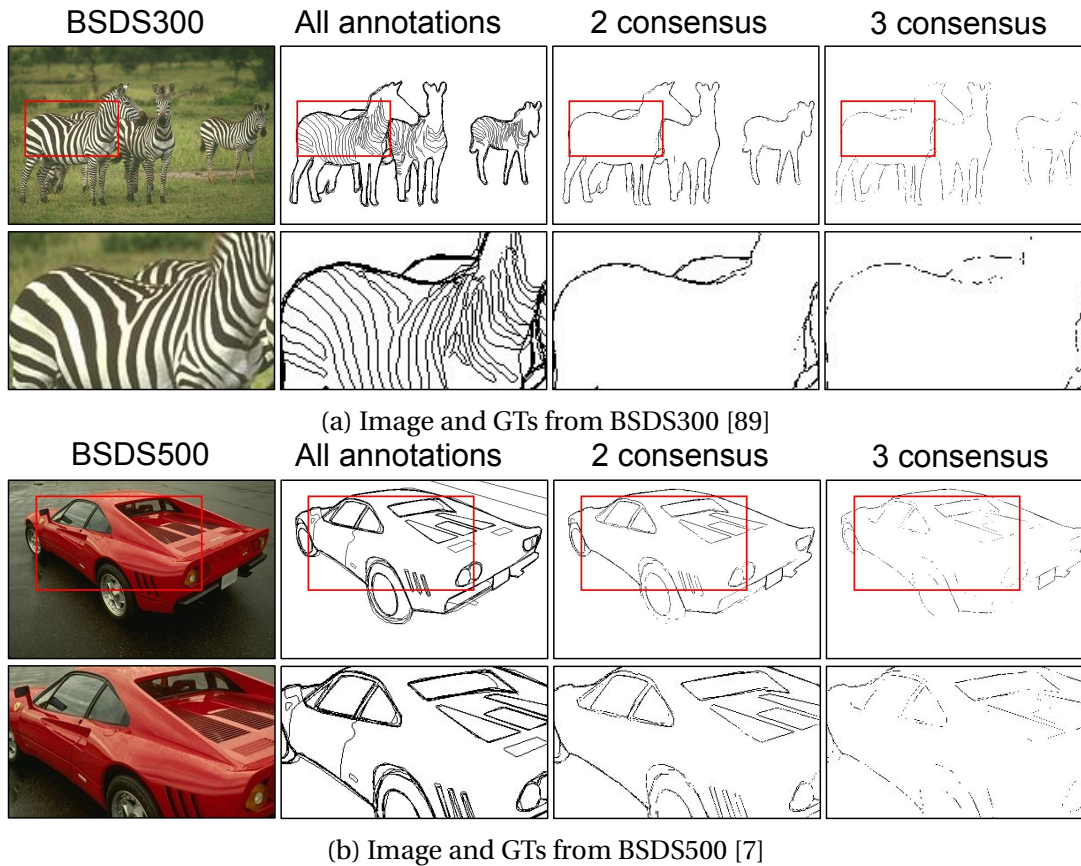 BSDS300 All annotations 2 consensus 3 consensus
(a) Image and GTs from BSDS300 [89]
BSDS500 All annotations 2 consensus 3 consensus
(b) Image and GTs from BSDS500 [7]